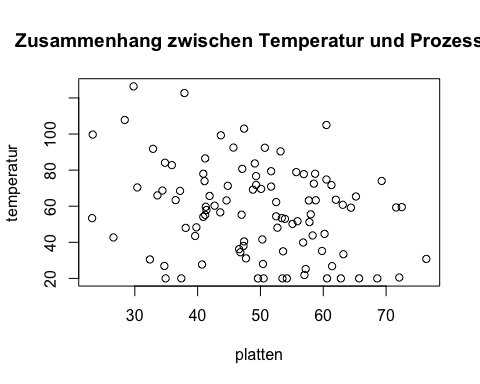 Zusammenhang zwischen Temperatur und Prozess
temperatur
20 40 60 80 100
30 40 50 60 70
platten